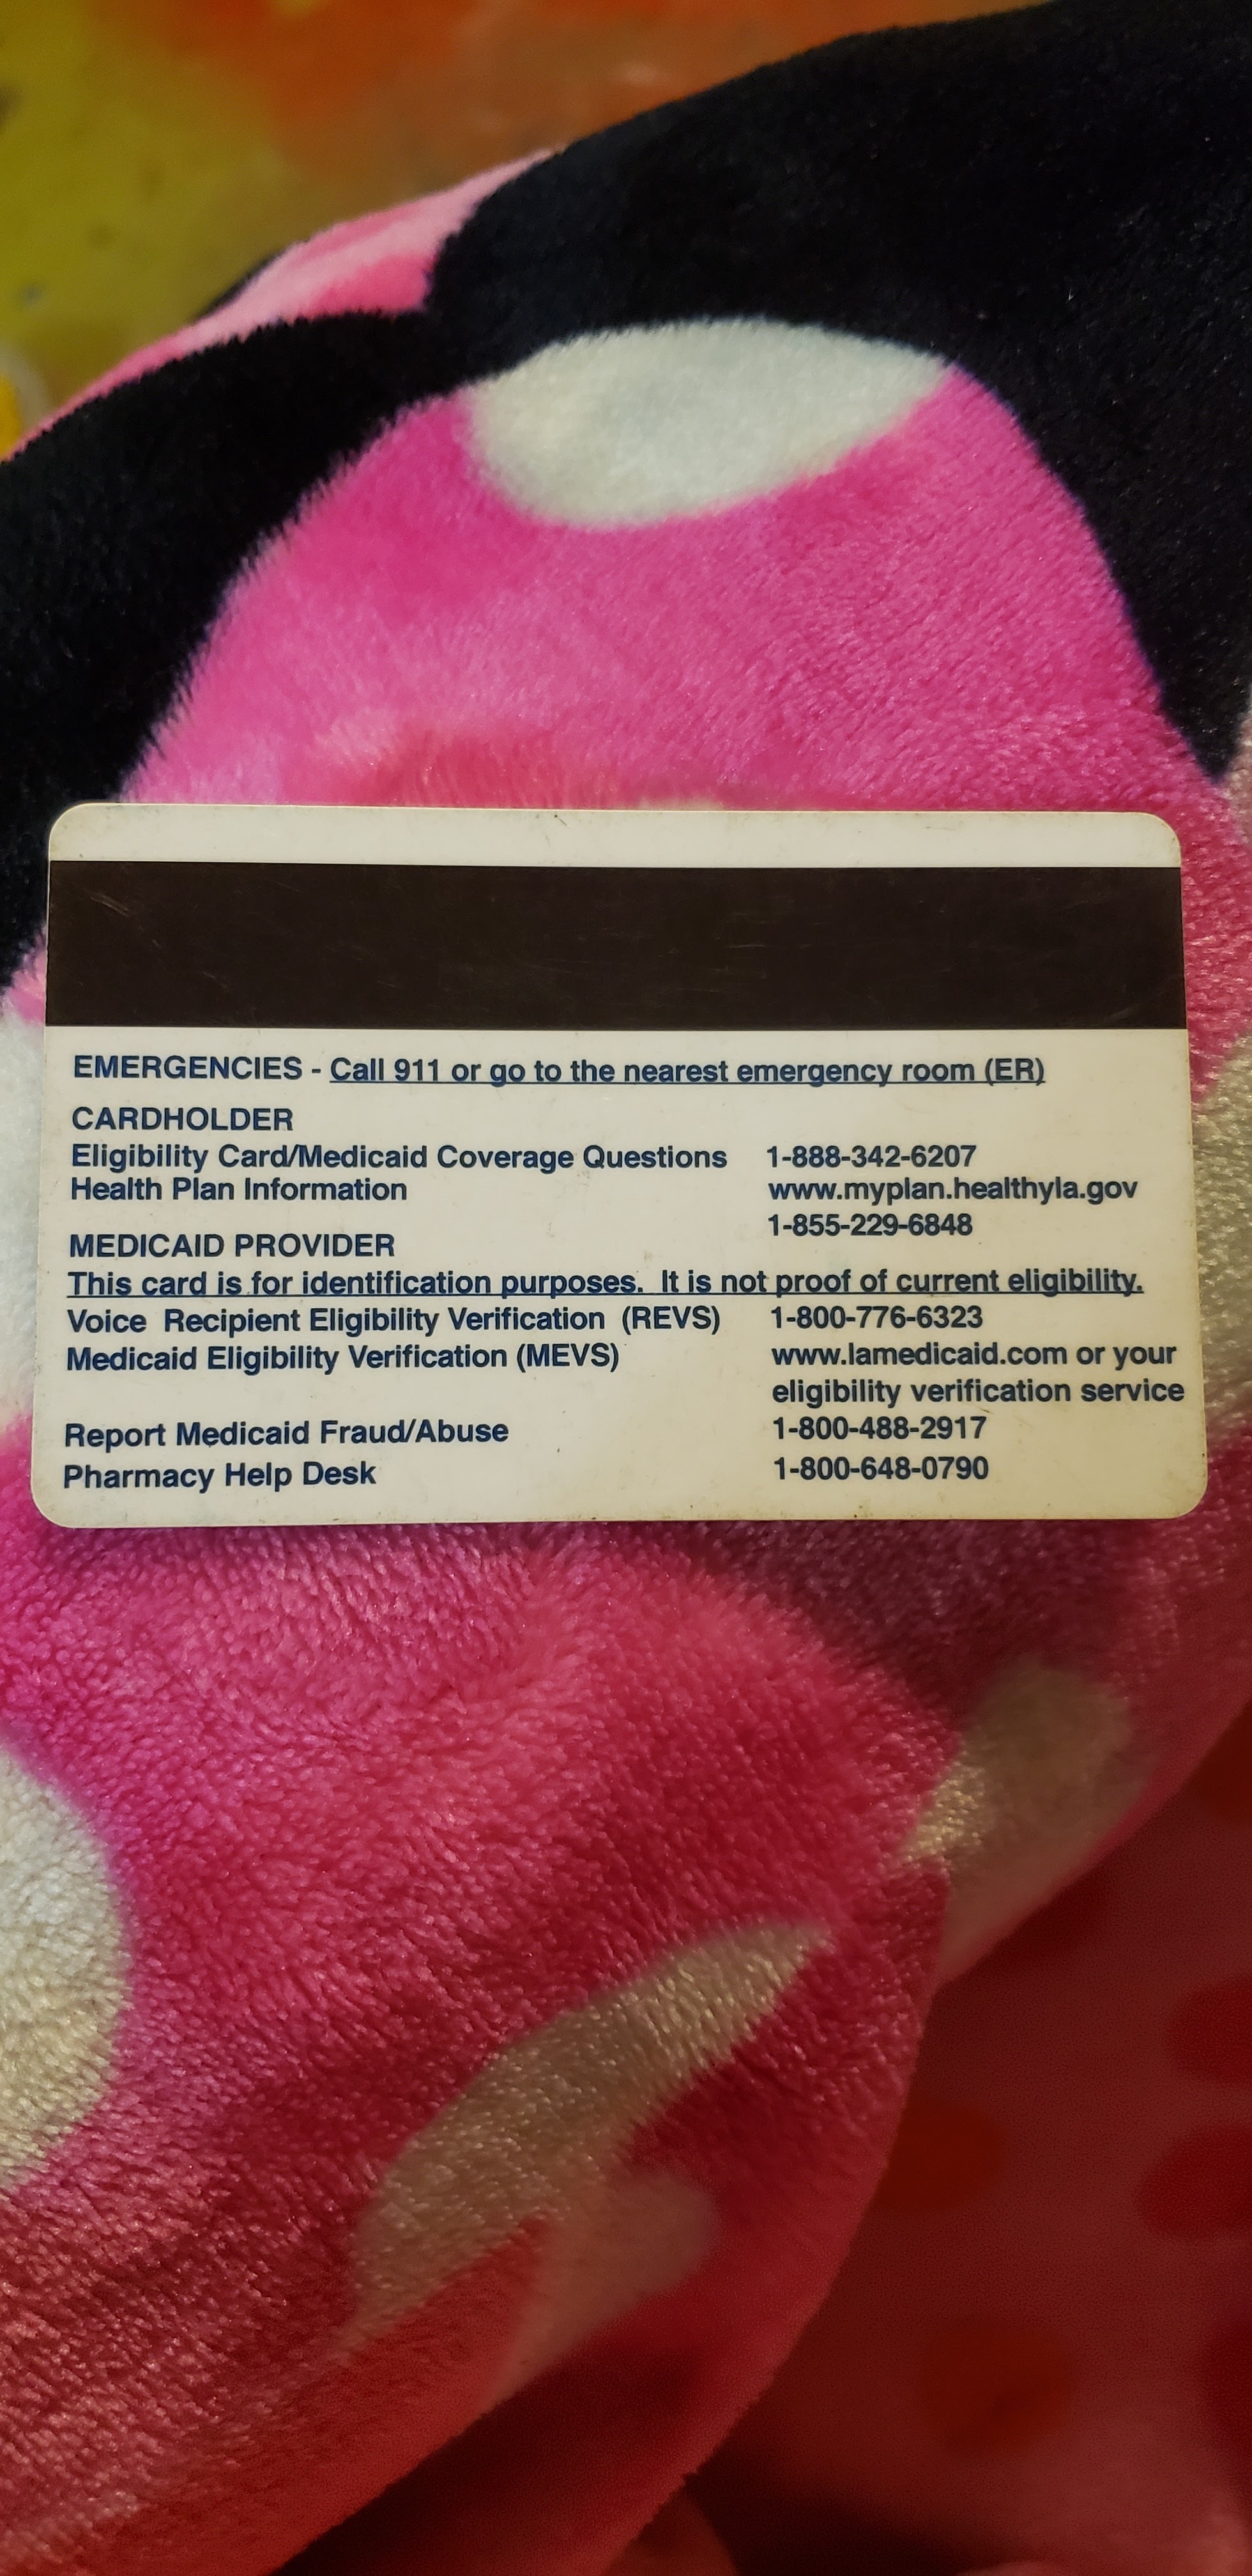 EMERGENCIES - Call 911 or go to the nearest emergency room (ER)
CARDHOLDER
Eligibility Card/Medicaid Coverage Questions 1-888-342-6207
Health Plan Information www.myplan.healthyla.gov
1-855-229-6848
MEDICAID PROVIDER
This card is for identification purposes. It is not proof of current eligibility.
Voice Recipient Eligibility Verification (REVS) 1-800-776-6323
Medicaid Eligibility Verification (MEVS) www.lamedicaid.com or your
eligibility verification service
Report Medicaid Fraud/Abuse 1-800-488-2917
Pharmacy Help Desk 1-800-648-0790